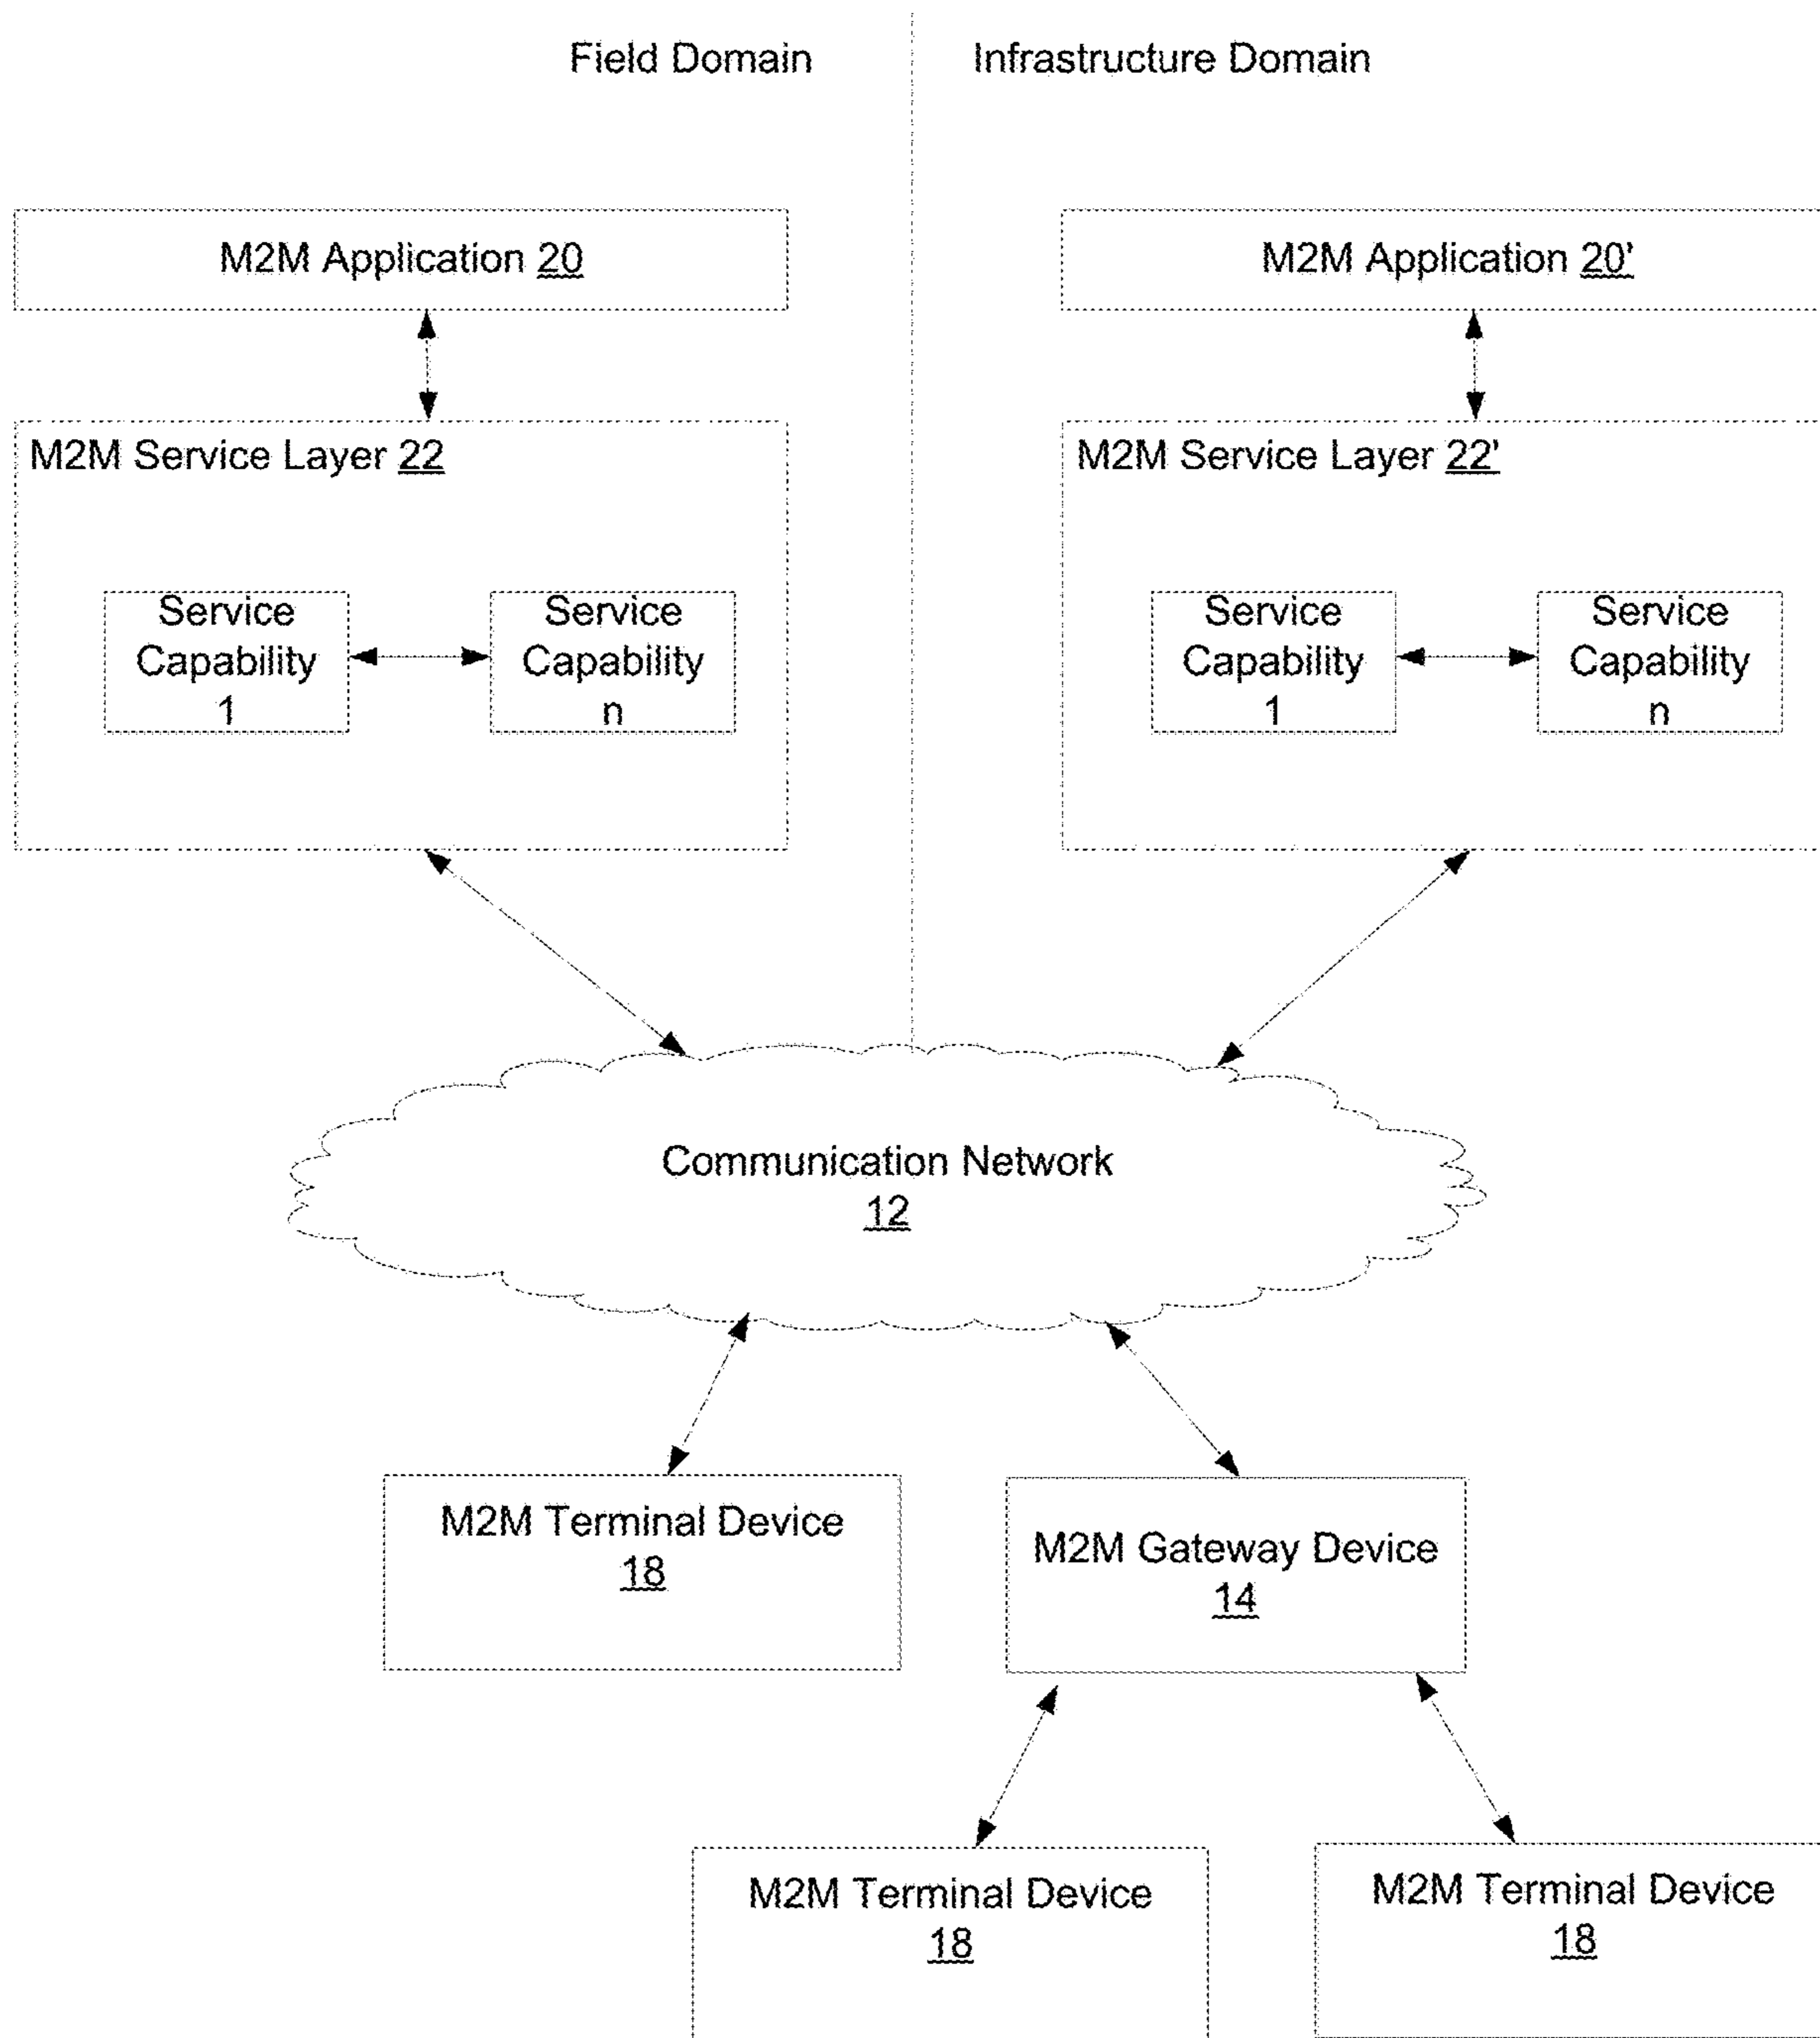 Field Domain
Infrastructure Domain
M2M Application 20
M2M Application 20'
M2M Service Layer 22
M2M Service Layer 22'
Service
Capability
1
Service
Capability
n
Service
Capability
1
Service
Capability
n
Communication Network
12
M2M Terminal Device
18
M2M Gateway Device
14
M2M Terminal Device
18
M2M Terminal Device
18